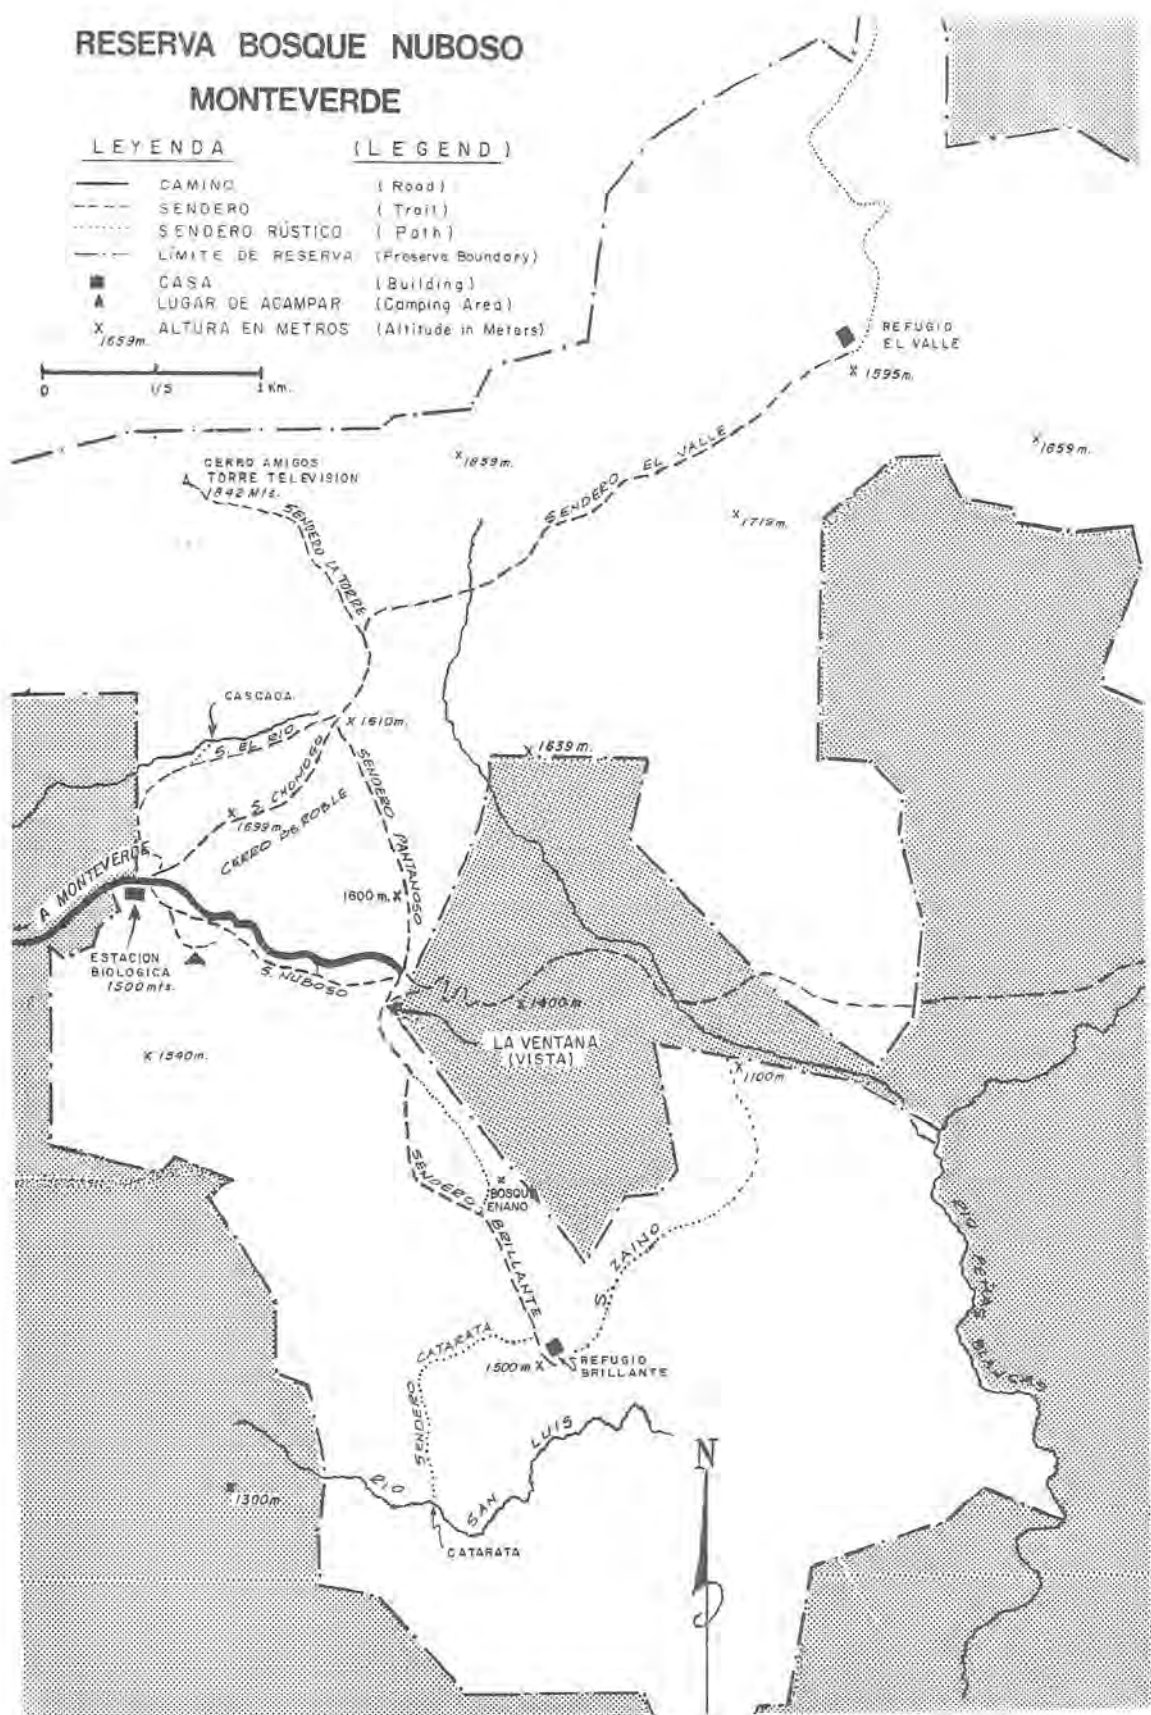 RESERVA BOSQUE NUBOSO
MONTEVERDE
LEYENDA (LEGEND)
CAMINO (Road)
SENDERO (Trail)
SENDERO RÚSTICO (Path)
LÍMITE DE RESERVA (Preserve Boundary)
CASA (Building)
LUGAR DE ACAMPAR (Camping Area)
X 1659m. ALTURA EN METROS (Altitude in Meters)
0 1/5 1 Km.
REFUGIO
EL VALLE
X 1595m.
X 1659m.
X 1859m.
CERRO AMIGOS
TORRE TELEVISION
1842 Mts.
SENDERO EL VALLE
X 1719m.
SENDERO LA TORRE
CASCADA
S. EL RIO
X 1610m.
X 1639m.
S. CHOMOGO
X 1699m.
CERRO DE ROBLE
SENDERO PANTANOSO
A MONTEVERDE
1600 m. X
ESTACION
BIOLOGICA
1500 mts.
S. NUBOSO
X 1400m
LA VENTANA
(VISTA)
X 1540m.
X 1100m
SENDERO BRILLANTE
X
BOSQUE
ENANO
S. ZAINO
RIO PEÑAS BLANCAS
SENDERO CATARATA
1500 m X
REFUGIO
BRILLANTE
RIO SAN LUIS
X 1300m
CATARATA
N